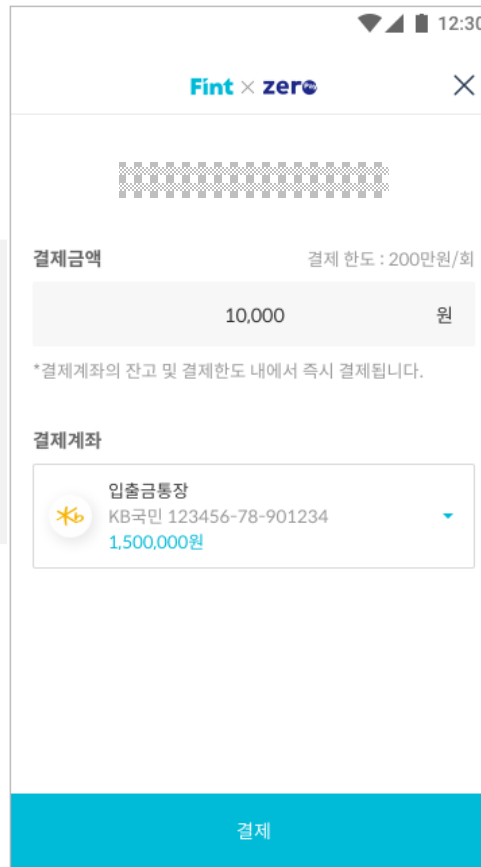 12:30
Fint × zero Pay
결제금액 결제 한도 : 200만원/회
10,000 원
*결제계좌의 잔고 및 결제한도 내에서 즉시 결제됩니다.
결제계좌
입출금통장
KB국민 123456-78-901234
1,500,000원
결제